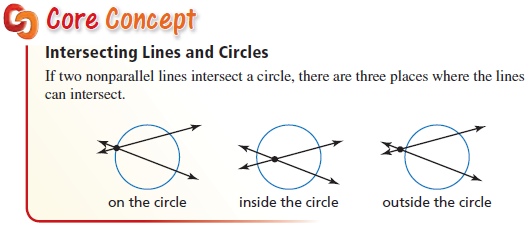 Core Concept
Intersecting Lines and Circles
If two nonparallel lines intersect a circle, there are three places where the lines
can intersect.
on the circle inside the circle outside the circle